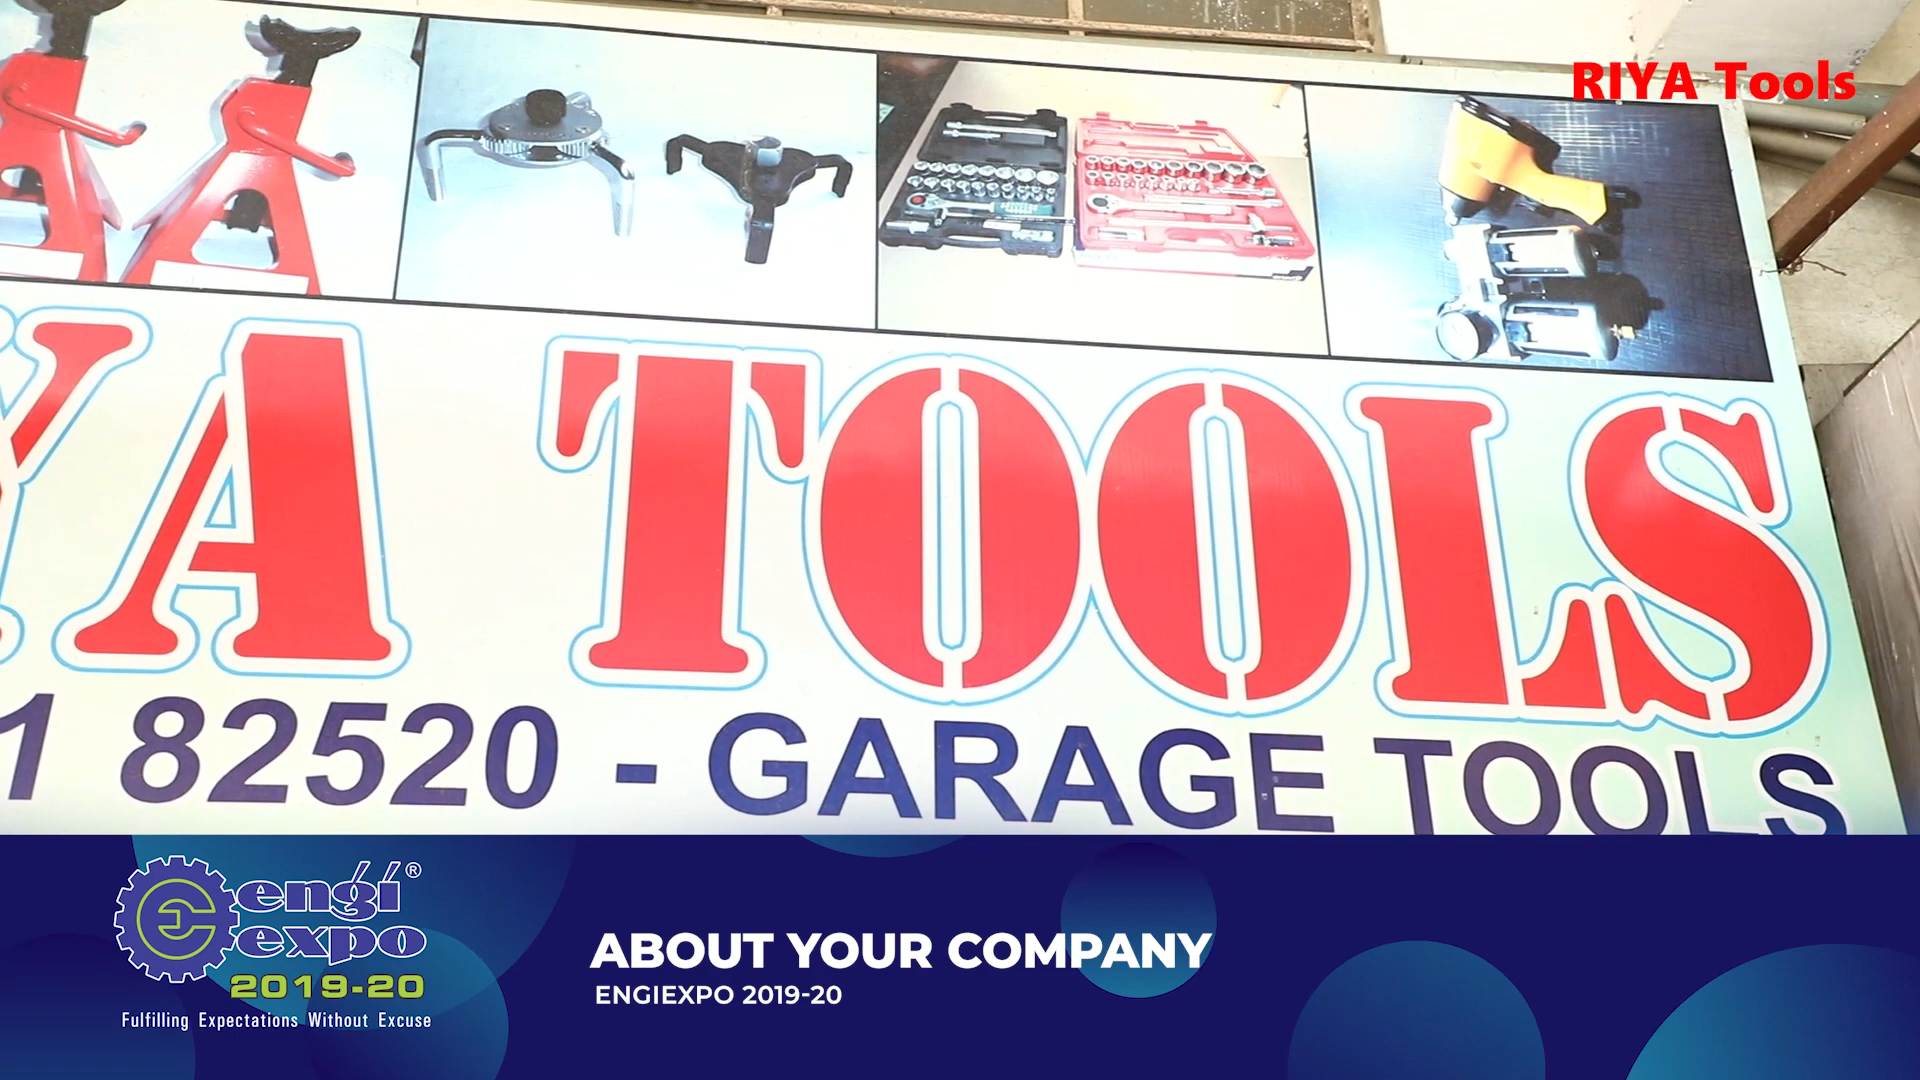 RIYA Tools
YA TOOLS
1 82520 - GARAGE TOOLS
engi ®
expo
2019-20
Fulfilling Expectations Without Excuse
ABOUT YOUR COMPANY
ENGIEXPO 2019-20